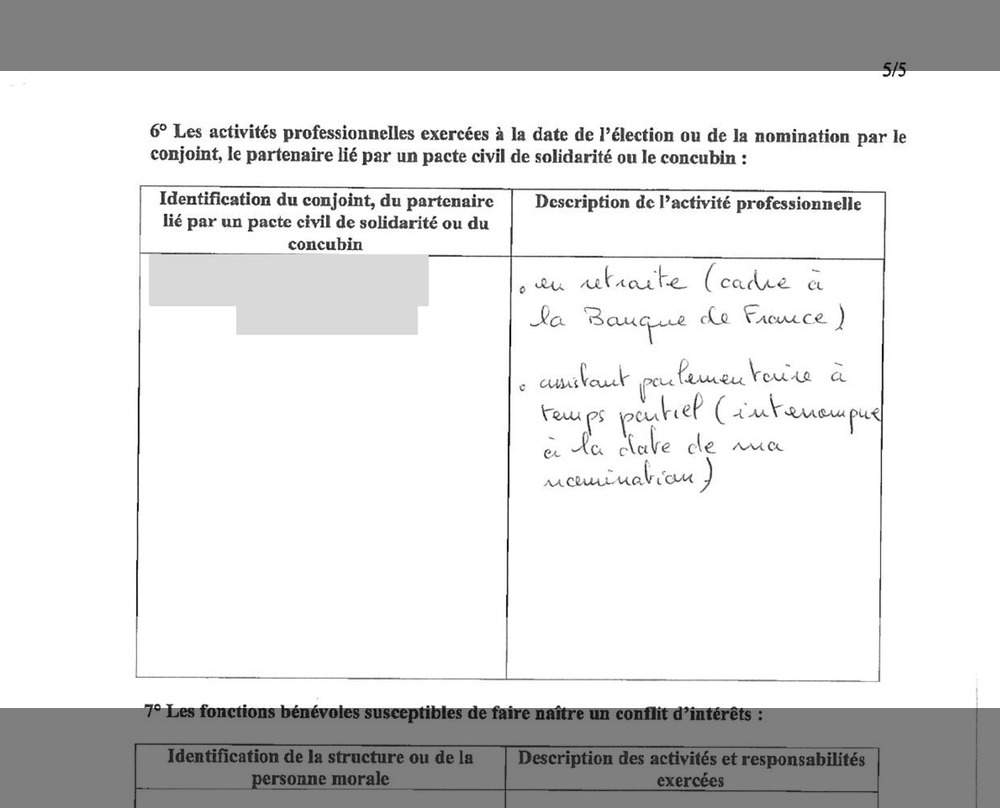 5/5
6° Les activités professionnelles exercées à la date de l'élection ou de la nomination par le
conjoint, le partenaire lié par un pacte civil de solidarité ou le concubin :
Identification du conjoint, du partenaire
lié par un pacte civil de solidarité ou du
concubin
Description de l'activité professionnelle
• en retraite (cadre à
la Banque de France)
• assistant parlementaire à
temps partiel (interrompue
à la date de ma
nomination)
7° Les fonctions bénévoles susceptibles de faire naître un conflit d'intérêts :
Identification de la structure ou de la
personne morale
Description des activités et responsabilités
exercées